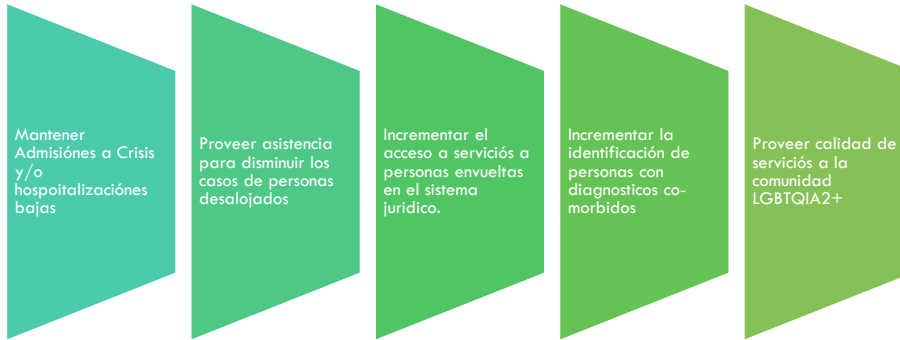 Mantener
Admisiónes a Crisis
y/o
hospoitalizaciónes
bajas
Proveer asistencia
para disminuir los
casos de personas
desalojados
Incrementar el
acceso a serviciós a
personas envueltas
en el sistema
juridico.
Incrementar la
identificación de
personas con
diagnosticos co-
morbidos
Proveer calidad de
serviciós a la
comunidad
LGBTQIA2+